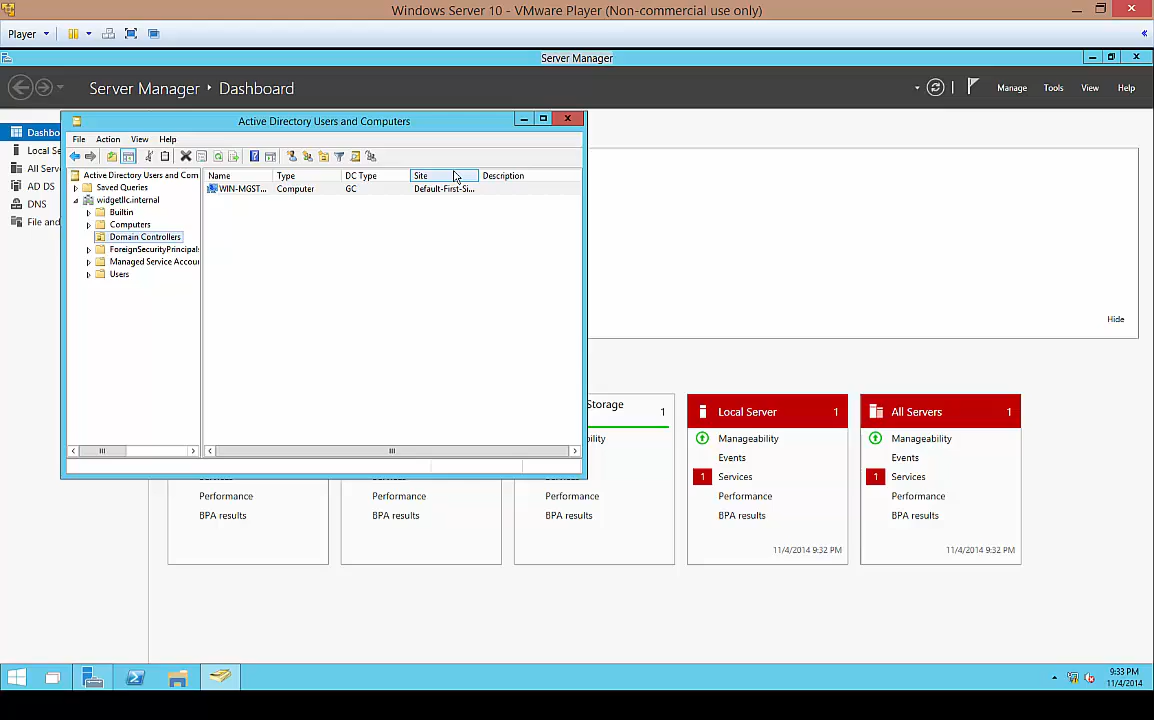 Windows Server 10 - VMware Player (Non-commercial use only)
Player
Server Manager
Server Manager Dashboard
Manage Tools View Help
Dashbo
Local Se
All Serv
AD DS
DNS
File and
Active Directory Users and Computers
File Action View Help
Active Directory Users and Com
Saved Queries
widgetllc.internal
Builtin
Computers
Domain Controllers
ForeignSecurityPrincipals
Managed Service Accou
Users
Name Type DC Type Site Description
WIN-MGST... Computer GC Default-First-Si...
Hide
Storage 1
Performance
BPA results
Performance
BPA results
Performance
BPA results
Local Server 1
Manageability
Events
1 Services
Performance
BPA results
11/4/2014 9:32 PM
All Servers 1
Manageability
Events
1 Services
Performance
BPA results
11/4/2014 9:32 PM
9:33 PM
11/4/2014